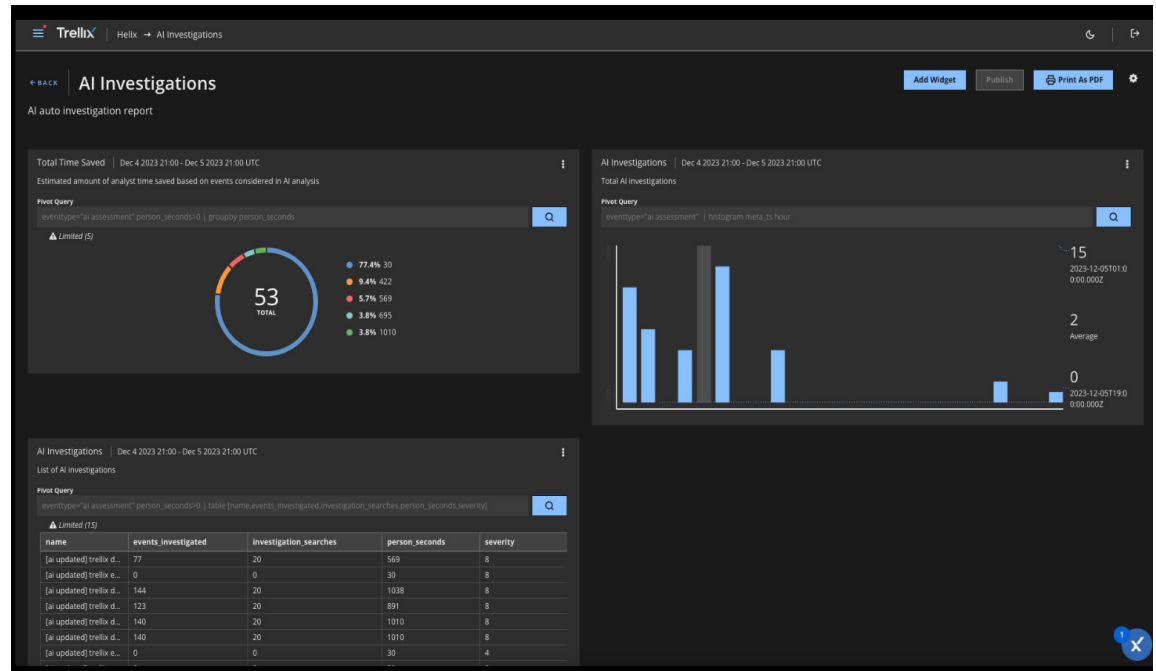 Trellix | Helix → AI Investigations
←BACK AI Investigations
Add Widget Publish Print As PDF
AI auto investigation report
Total Time Saved | Dec 4 2023 21:00 - Dec 5 2023 21:00 UTC
Estimated amount of analyst time saved based on events considered in AI analysis
Pivot Query
eventtype="ai assessment" person_seconds>0 | groupby person_seconds
Limited (5)
53
TOTAL
77.4% 30
9.4% 422
5.7% 569
3.8% 695
3.8% 1010
AI Investigations | Dec 4 2023 21:00 - Dec 5 2023 21:00 UTC
Total AI investigations
Pivot Query
eventtype="ai assessment" | histogram meta_ts hour
15
2023-12-05T01:0
0:00.000Z
2
Average
0
2023-12-05T19:0
0:00.000Z
AI Investigations | Dec 4 2023 21:00 - Dec 5 2023 21:00 UTC
List of AI investigations
Pivot Query
eventtype="ai assessment" person_seconds>0 | table [name,events_investigated,investigation_searches,person_seconds,severity]
Limited (15)
name events_investigated investigation_searches person_seconds severity
[ai updated] trellix d... 77 20 569 8
[ai updated] trellix e... 0 0 30 8
[ai updated] trellix d... 144 20 1038 8
[ai updated] trellix d... 123 20 891 8
[ai updated] trellix d... 140 20 1010 8
[ai updated] trellix d... 140 20 1010 8
[ai updated] trellix e... 0 0 30 4
1